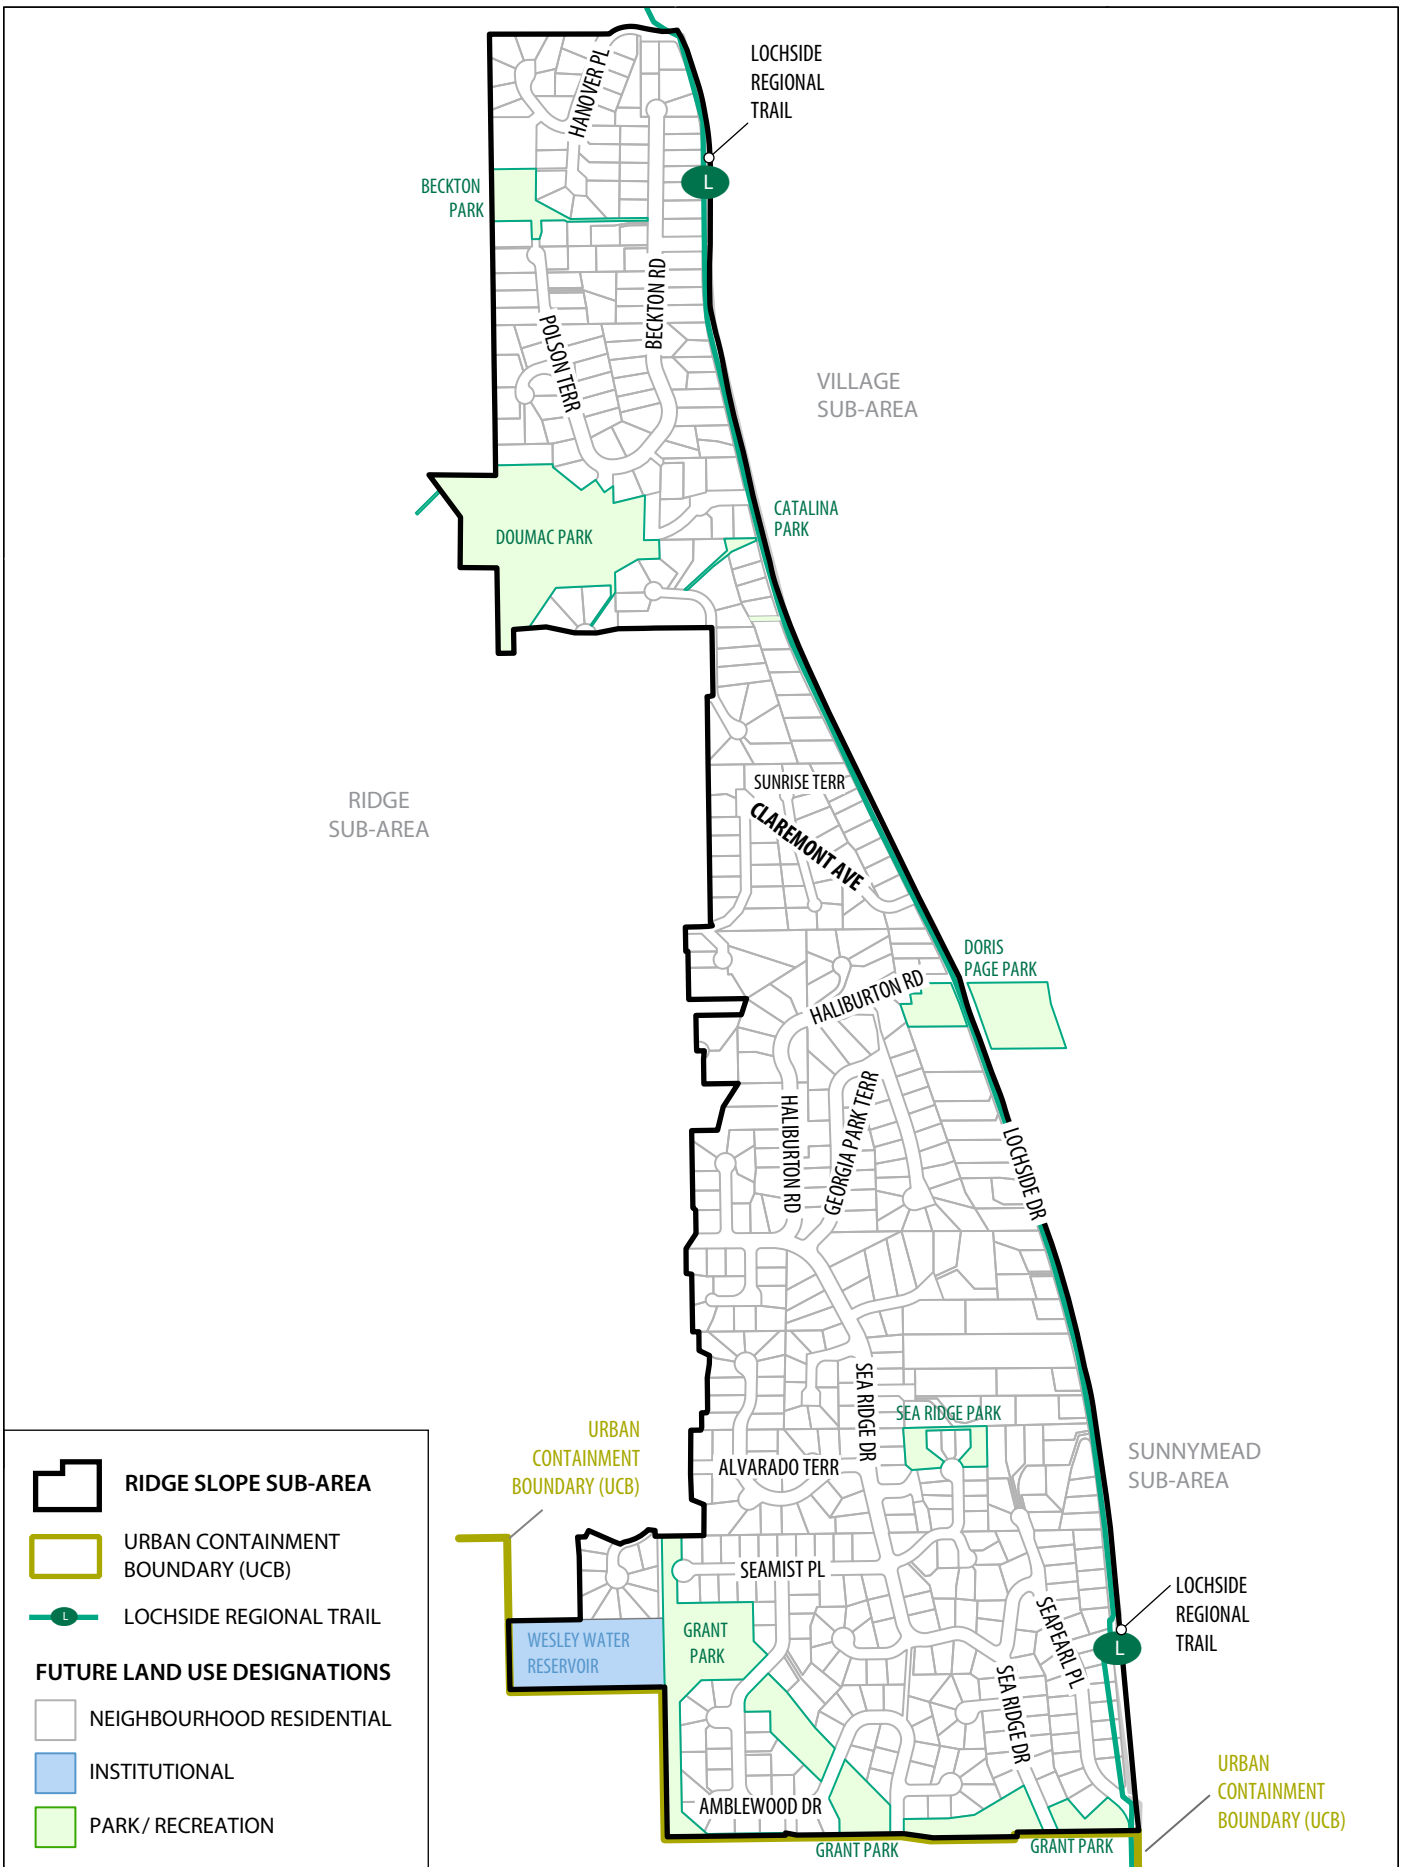 LOCHSIDE
REGIONAL
TRAIL
L
HANOVER PL
BECKTON
PARK
BECKTON RD
POLSON TERR
VILLAGE
SUB-AREA
CATALINA
PARK
DOUMAC PARK
RIDGE
SUB-AREA
SUNRISE TERR
CLAREMONT AVE
DORIS
PAGE PARK
HALIBURTON RD
HALIBURTON RD
GEORGIA PARK TERR
LOCHSIDE DR
SEA RIDGE DR
SEA RIDGE PARK
SUNNYMEAD
SUB-AREA
ALVARADO TERR
URBAN
CONTAINMENT
BOUNDARY (UCB)
SEAMIST PL
LOCHSIDE
REGIONAL
TRAIL
L
SEAPEARL PL
SEA RIDGE DR
WESLEY WATER
RESERVOIR
GRANT
PARK
AMBLEWOOD DR
GRANT PARK
GRANT PARK
URBAN
CONTAINMENT
BOUNDARY (UCB)
RIDGE SLOPE SUB-AREA
URBAN CONTAINMENT
BOUNDARY (UCB)
L
LOCHSIDE REGIONAL TRAIL
FUTURE LAND USE DESIGNATIONS
NEIGHBOURHOOD RESIDENTIAL
INSTITUTIONAL
PARK / RECREATION